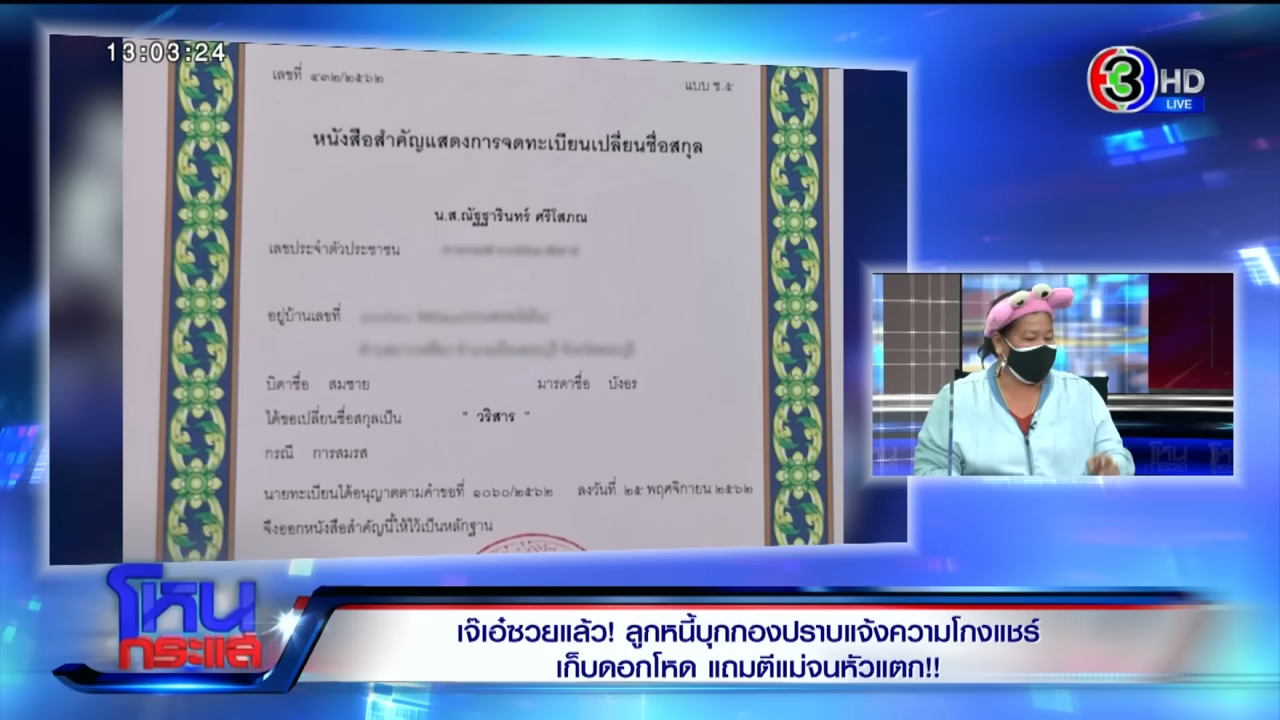 13:03:24
3 HD
LIVE
เลขที่ ๔๓๒/๒๕๖๒
แบบ ช.๕
หนังสือสำคัญแสดงการจดทะเบียนเปลี่ยนชื่อสกุล
น.ส.ณัฐฐารินทร์ ศรีโสภณ
เลขประจำตัวประชาชน
อยู่บ้านเลขที่
บิดาชื่อ สมชาย มารดาชื่อ บังอร
ได้ขอเปลี่ยนชื่อสกุลเป็น " วริสาร "
กรณี การสมรส
นายทะเบียนได้อนุญาตตามคำขอที่ ๑๐๖๐/๒๕๖๒ ลงวันที่ ๒๕ พฤศจิกายน ๒๕๖๒
จึงออกหนังสือสำคัญนี้ให้ไว้เป็นหลักฐาน
โหนกระแส
เจ๊เอ๋ซวยแล้ว! ลูกหนี้บุกกองปราบแจ้งความโกงแชร์
เก็บดอกโหด แถมตีแม่จนหัวแตก!!